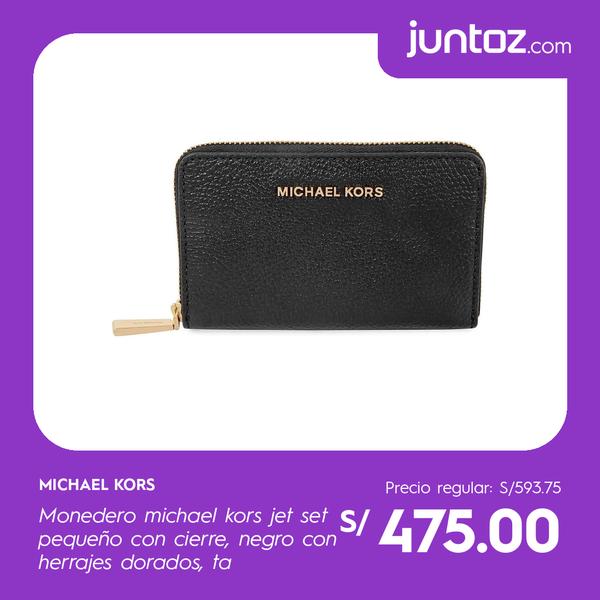 juntoz.com
MICHAEL KORS
MICHAEL KORS
Precio regular: S/593.75
Monedero michael kors jet set
pequeño con cierre, negro con
herrajes dorados, ta
S/ 475.00